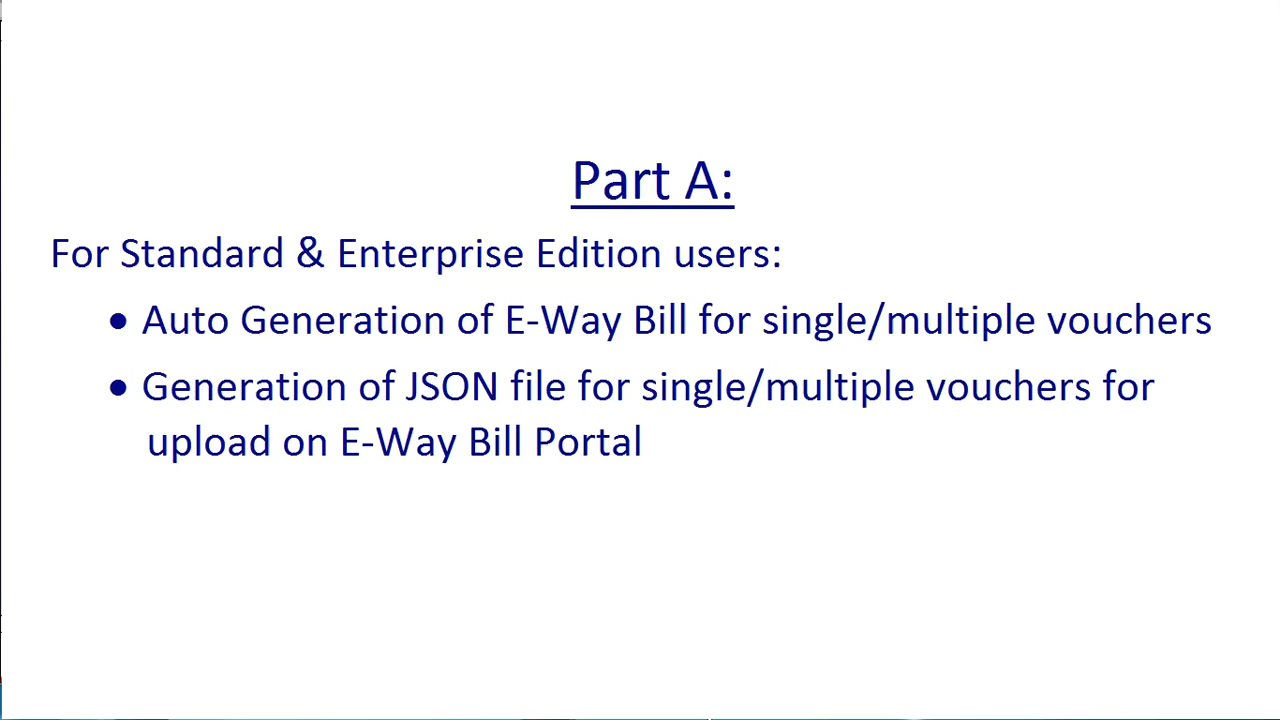 Part A:
For Standard & Enterprise Edition users:
• Auto Generation of E-Way Bill for single/multiple vouchers
• Generation of JSON file for single/multiple vouchers for
upload on E-Way Bill Portal